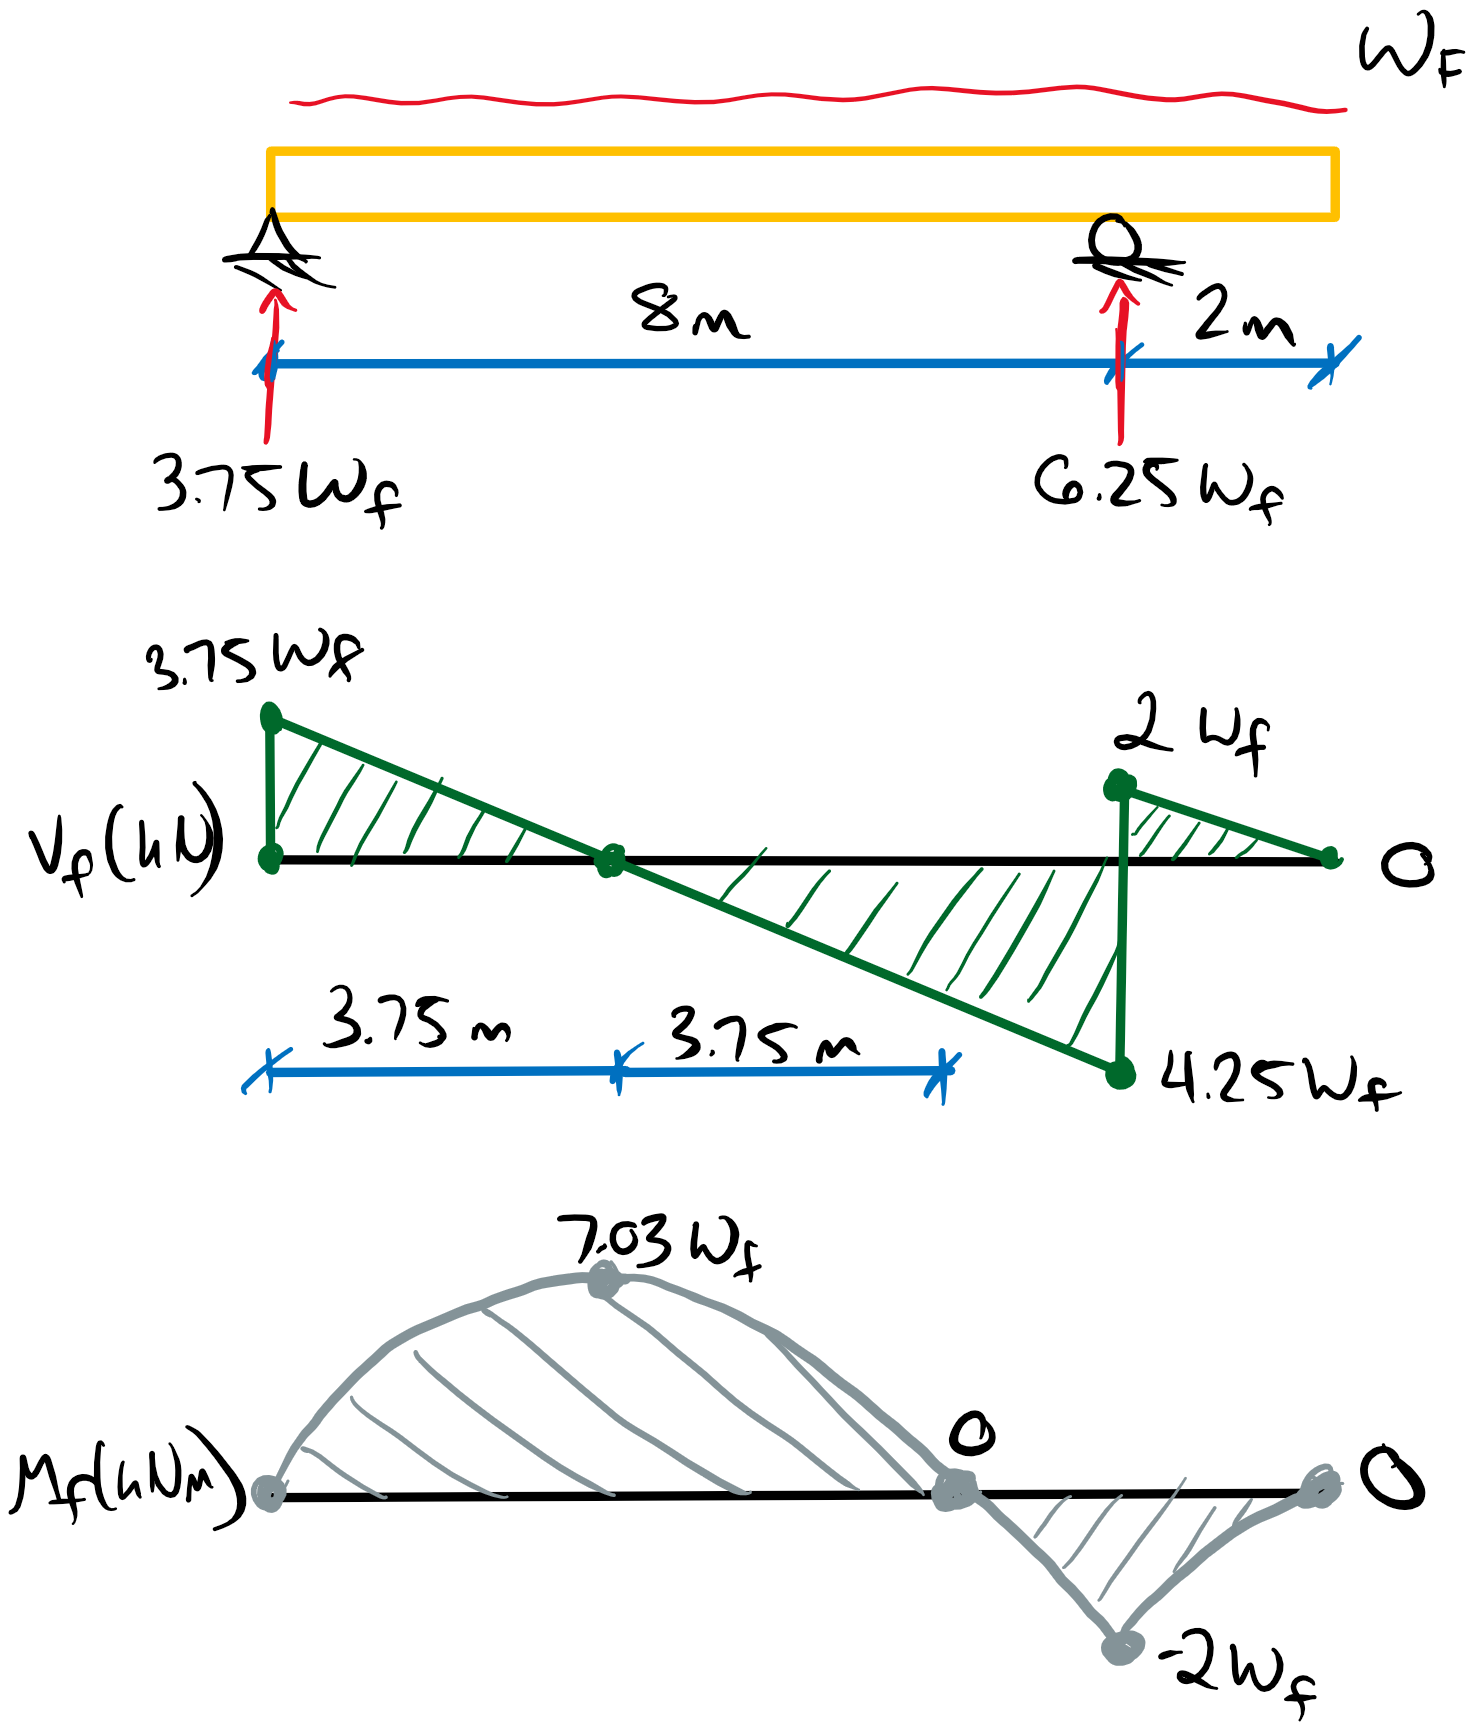 W_F
8m
2m
3.75 W_f
6.25 W_f
3.75 W_f
2 W_f
V_f (kN)
0
3.75 m
3.75 m
4.25 W_f
7.03 W_f
0
M_f (kNm)
0
-2 W_f